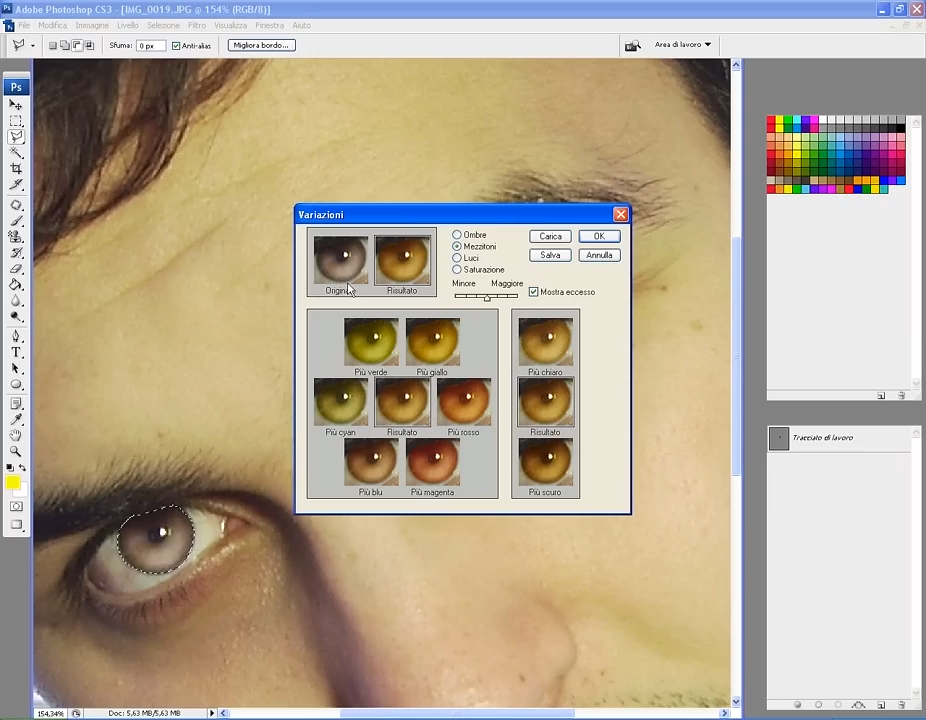 Adobe Photoshop CS3 - [IMG_0019.JPG @ 154% (RGB/8)]
File Modifica Immagine Livello Selezione Filtro Visualizza Finestra Aiuto
Sfuma: 0 px Anti-alias Migliora bordo... Area di lavoro
Ps
Variazioni
Originale Risultato
Ombre
Mezzitoni
Luci
Saturazione
Minore Maggiore
Carica OK
Salva Annulla
Mostra eccesso
Più verde Più giallo Più chiaro
Più cyan Risultato Più rosso Risultato
Più blu Più magenta Più scuro
Tracciato di lavoro
154,34% Doc: 5,63 MB/5,63 MB